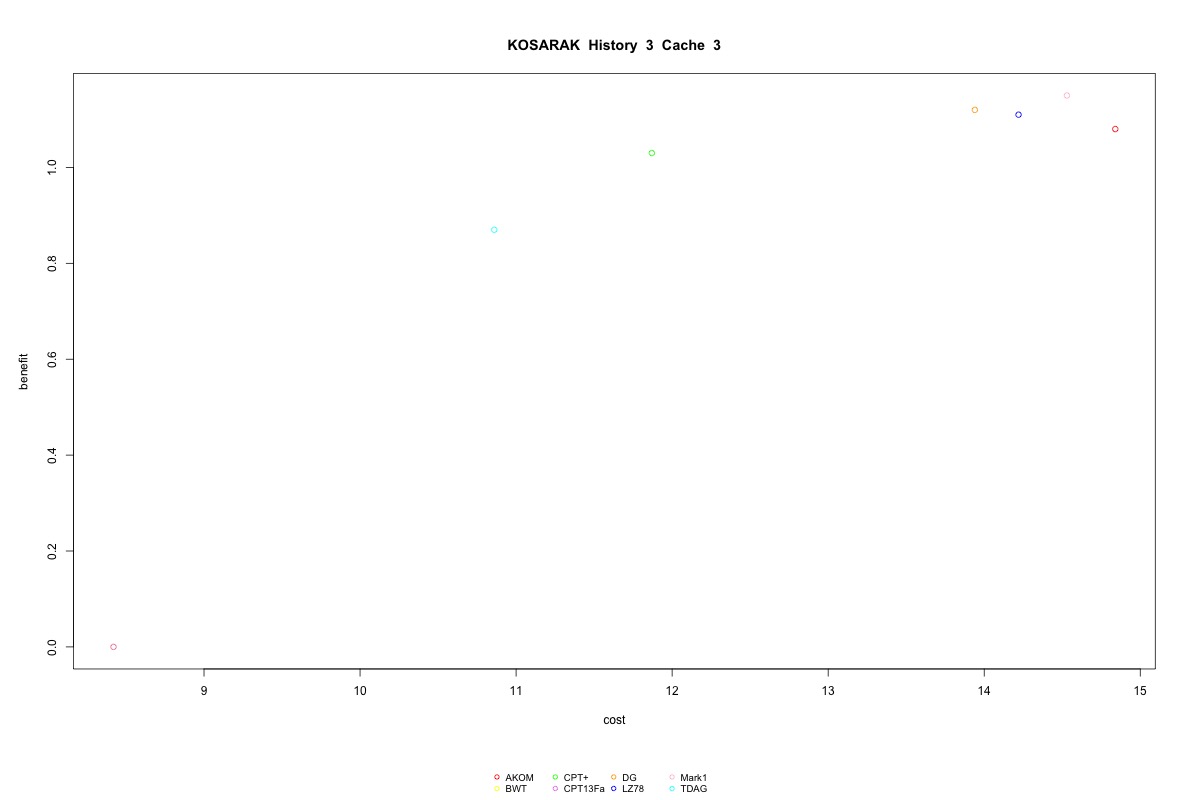 KOSARAK History 3 Cache 3
benefit
1.0
0.8
0.6
0.4
0.2
0.0
9 10 11 12 13 14 15
cost
AKOM CPT+ DG Mark1
BWT CPT13Fa LZ78 TDAG